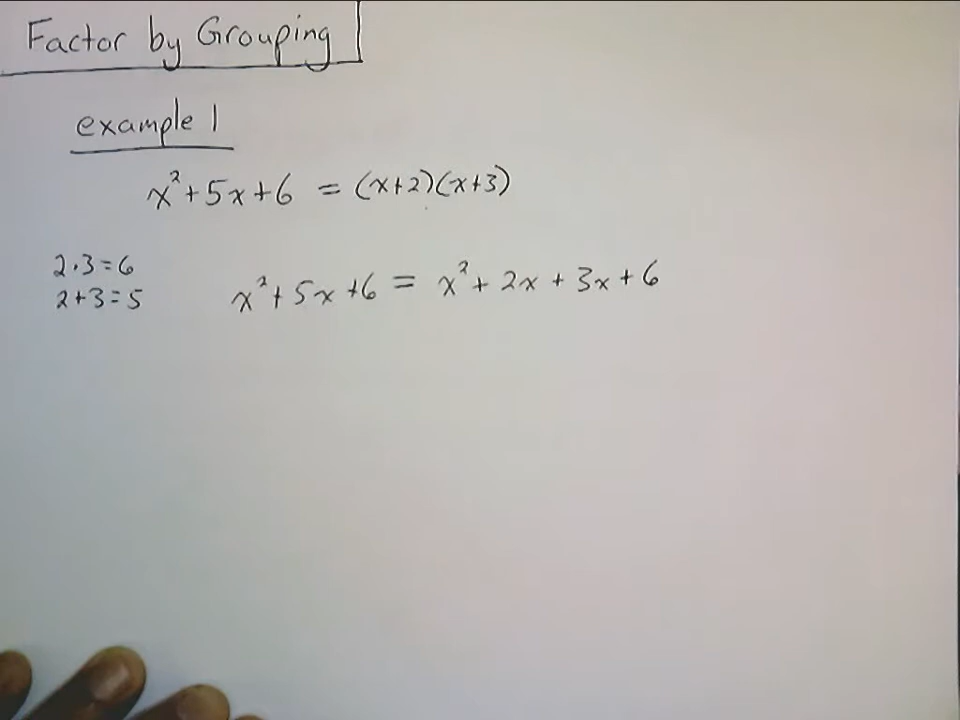 Factor by Grouping
example 1
x²+5x+6 = (x+2)(x+3)
2·3=6
2+3=5
x²+5x+6 = x²+2x+3x+6